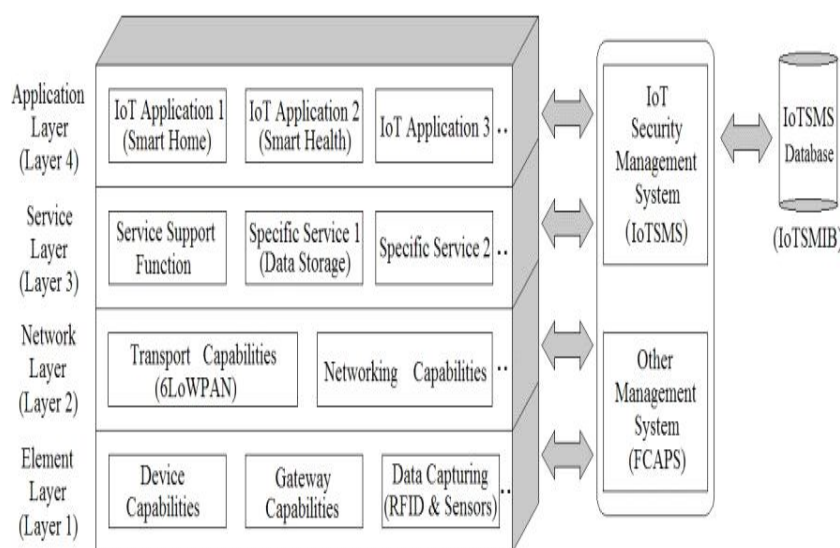 Application
Layer
(Layer 4)
IoT Application 1
(Smart Home)
IoT Application 2
(Smart Health)
IoT Application 3 ..
Service
Layer
(Layer 3)
Service Support
Function
Specific Service 1
(Data Storage)
Specific Service 2 ..
Network
Layer
(Layer 2)
Transport Capabilities
(6LoWPAN)
Networking Capabilities ..
Element
Layer
(Layer 1)
Device
Capabilities
Gateway
Capabilities
Data Capturing
(RFID & Sensors) ..
IoT
Security
Management
System
(IoTSMS)
Other
Management
System
(FCAPS)
IoTSMS
Database
(IoTSMIB)